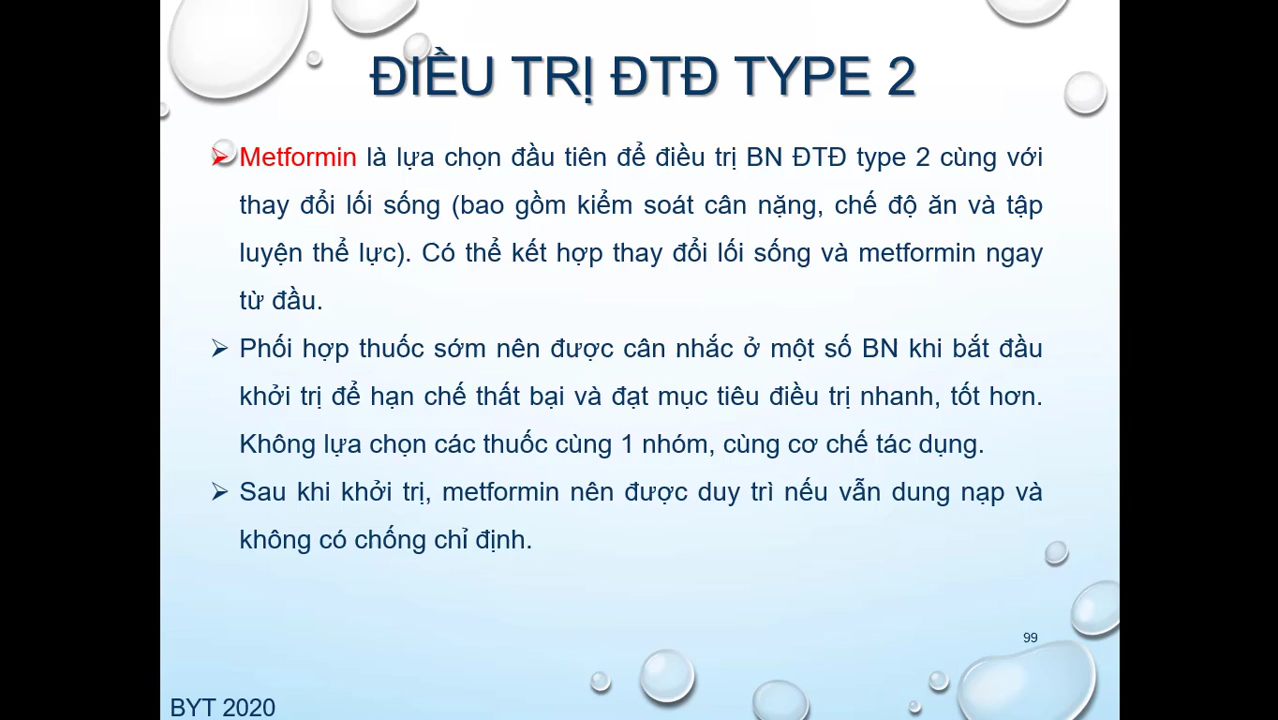 ĐIỀU TRỊ ĐTĐ TYPE 2
➢ Metformin là lựa chọn đầu tiên để điều trị BN ĐTĐ type 2 cùng với
thay đổi lối sống (bao gồm kiểm soát cân nặng, chế độ ăn và tập
luyện thể lực). Có thể kết hợp thay đổi lối sống và metformin ngay
từ đầu.
➢ Phối hợp thuốc sớm nên được cân nhắc ở một số BN khi bắt đầu
khởi trị để hạn chế thất bại và đạt mục tiêu điều trị nhanh, tốt hơn.
Không lựa chọn các thuốc cùng 1 nhóm, cùng cơ chế tác dụng.
➢ Sau khi khởi trị, metformin nên được duy trì nếu vẫn dung nạp và
không có chống chỉ định.
99
BYT 2020